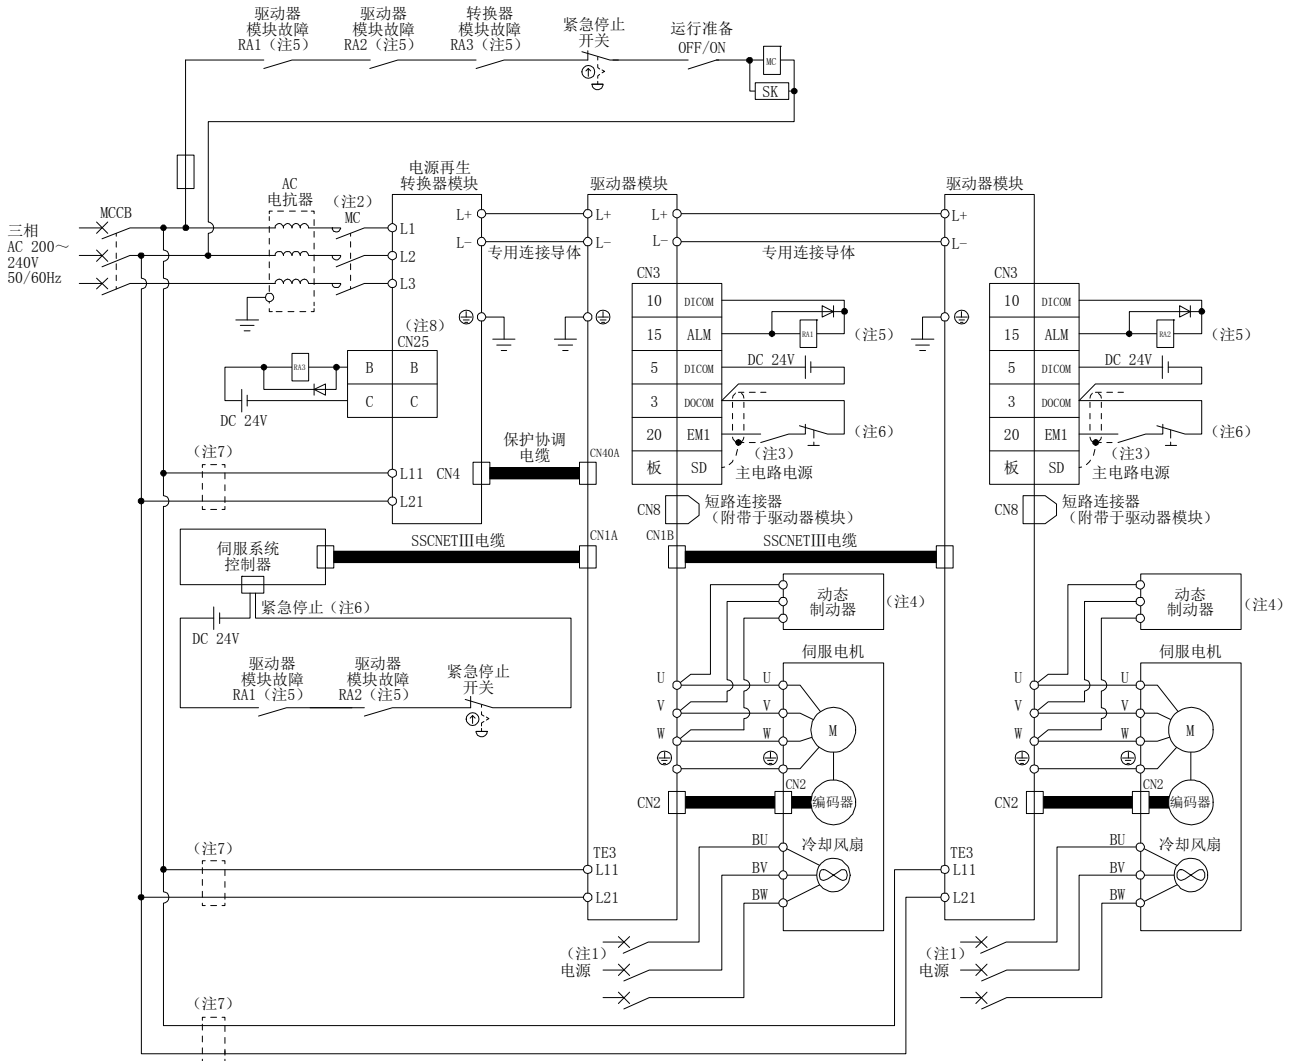 驱动器
模块故障
RA1（注5）
驱动器
模块故障
RA2（注5）
转换器
模块故障
RA3（注5）
紧急停止
开关
运行准备
OFF/ON
MC
SK
电源再生
转换器模块
驱动器模块
驱动器模块
AC
电抗器
（注2）
MC
MCCB
三相
AC 200～
240V
50/60Hz
L1
L2
L3
L+
L-
L+
L-
专用连接导体
L+
L-
L+
L-
专用连接导体
（注8）
CN25
B
B
C
C
RA3
DC 24V
CN3
10
DICOM
15
ALM
5
DICOM
3
DOCOM
20
EM1
板
SD
RA1
（注5）
DC 24V
（注6）
（注3）
主电路电源
CN3
10
DICOM
15
ALM
5
DICOM
3
DOCOM
20
EM1
板
SD
RA2
（注5）
DC 24V
（注6）
（注3）
主电路电源
（注7）
L11
L21
CN4
保护协调
电缆
CN40A
CN8
短路连接器
（附带于驱动器模块）
CN8
短路连接器
（附带于驱动器模块）
伺服系统
控制器
SSCNETⅢ电缆
CN1A
CN1B
SSCNETⅢ电缆
紧急停止（注6）
DC 24V
驱动器
模块故障
RA1（注5）
驱动器
模块故障
RA2（注5）
紧急停止
开关
动态
制动器
（注4）
伺服电机
U
U
V
V
W
W
M
CN2
CN2
编码器
冷却风扇
BU
BV
BW
动态
制动器
（注4）
伺服电机
U
U
V
V
W
W
M
CN2
CN2
编码器
冷却风扇
BU
BV
BW
（注7）
TE3
L11
L21
TE3
L11
L21
（注1）
电源
（注1）
电源
（注7）